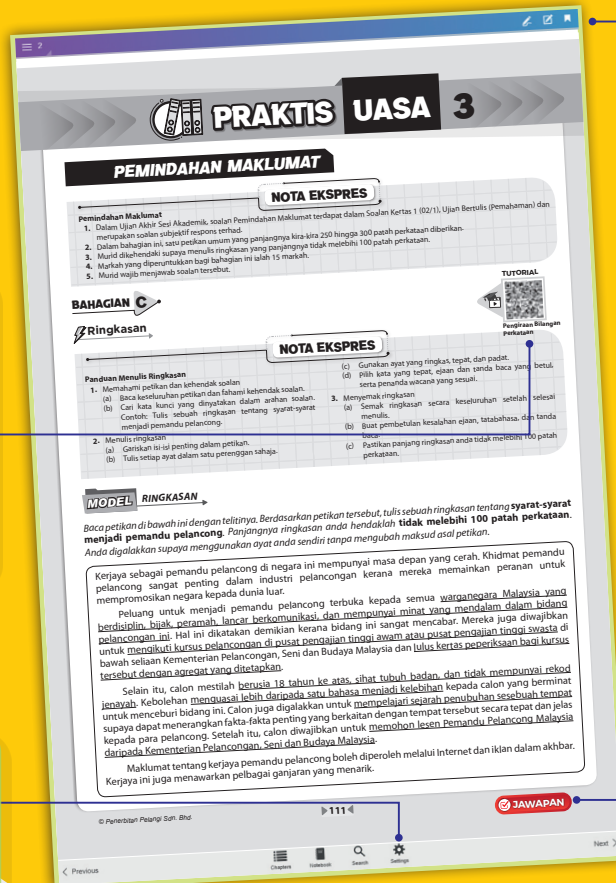 2
PRAKTIS UASA 3
PEMINDAHAN MAKLUMAT
NOTA EKSPRES
Pemindahan Maklumat
1. Dalam Ujian Akhir Sesi Akademik, soalan Pemindahan Maklumat terdapat dalam Soalan Kertas 1 (02/1), Ujian Bertulis (Pemahaman) dan
merupakan soalan subjektif respons terhad.
2. Dalam bahagian ini, satu petikan umum yang panjangnya kira-kira 250 hingga 300 patah perkataan diberikan.
3. Murid dikehendaki supaya menulis ringkasan yang panjangnya tidak melebihi 100 patah perkataan.
4. Markah yang diperuntukkan bagi bahagian ini ialah 15 markah.
5. Murid wajib menjawab soalan tersebut.
TUTORIAL
Pengiraan Bilangan
Perkataan
BAHAGIAN C
Ringkasan
NOTA EKSPRES
Panduan Menulis Ringkasan
1. Memahami petikan dan kehendak soalan
(a) Baca keseluruhan petikan dan fahami kehendak soalan.
(b) Cari kata kunci yang dinyatakan dalam arahan soalan.
Contoh: Tulis sebuah ringkasan tentang syarat-syarat
menjadi pemandu pelancong.
2. Menulis ringkasan
(a) Gariskan isi-isi penting dalam petikan.
(b) Tulis setiap ayat dalam satu perenggan sahaja.
(c) Gunakan ayat yang ringkas, tepat, dan padat.
(d) Pilih kata yang tepat, ejaan dan tanda baca yang betul,
serta penanda wacana yang sesuai.
3. Menyemak ringkasan
(a) Semak ringkasan secara keseluruhan setelah selesai
menulis.
(b) Buat pembetulan kesalahan ejaan, tatabahasa, dan tanda
baca.
(c) Pastikan panjang ringkasan anda tidak melebihi 100 patah
perkataan.
MODEL RINGKASAN
Baca petikan di bawah ini dengan telitinya. Berdasarkan petikan tersebut, tulis sebuah ringkasan tentang syarat-syarat
menjadi pemandu pelancong. Panjangnya ringkasan anda hendaklah tidak melebihi 100 patah perkataan.
Anda digalakkan supaya menggunakan ayat anda sendiri tanpa mengubah maksud asal petikan.
Kerjaya sebagai pemandu pelancong di negara ini mempunyai masa depan yang cerah. Khidmat pemandu
pelancong sangat penting dalam industri pelancongan kerana mereka memainkan peranan untuk
mempromosikan negara kepada dunia luar.
Peluang untuk menjadi pemandu pelancong terbuka kepada semua warganegara Malaysia yang
berdisiplin, bijak, peramah, lancar berkomunikasi, dan mempunyai minat yang mendalam dalam bidang
pelancongan ini. Hal ini dikatakan demikian kerana bidang ini sangat mencabar. Mereka juga diwajibkan
untuk mengikuti kursus pelancongan di pusat pengajian tinggi awam atau pusat pengajian tinggi swasta di
bawah seliaan Kementerian Pelancongan, Seni dan Budaya Malaysia dan lulus kertas peperiksaan bagi kursus
tersebut dengan agregat yang ditetapkan.
Selain itu, calon mestilah berusia 18 tahun ke atas, sihat tubuh badan, dan tidak mempunyai rekod
jenayah. Kebolehan menguasai lebih daripada satu bahasa menjadi kelebihan kepada calon yang berminat
untuk menceburi bidang ini. Calon juga digalakkan untuk mempelajari sejarah penubuhan sesebuah tempat
supaya dapat menerangkan fakta-fakta penting yang berkaitan dengan tempat tersebut secara tepat dan jelas
kepada para pelancong. Setelah itu, calon diwajibkan untuk memohon lesen Pemandu Pelancong Malaysia
daripada Kementerian Pelancongan, Seni dan Budaya Malaysia.
Maklumat tentang kerjaya pemandu pelancong boleh diperoleh melalui Internet dan iklan dalam akhbar.
Kerjaya ini juga menawarkan pelbagai ganjaran yang menarik.
© Penerbitan Pelangi Sdn. Bhd.
111
JAWAPAN
Previous
Chapters Notebook Search Settings
Next